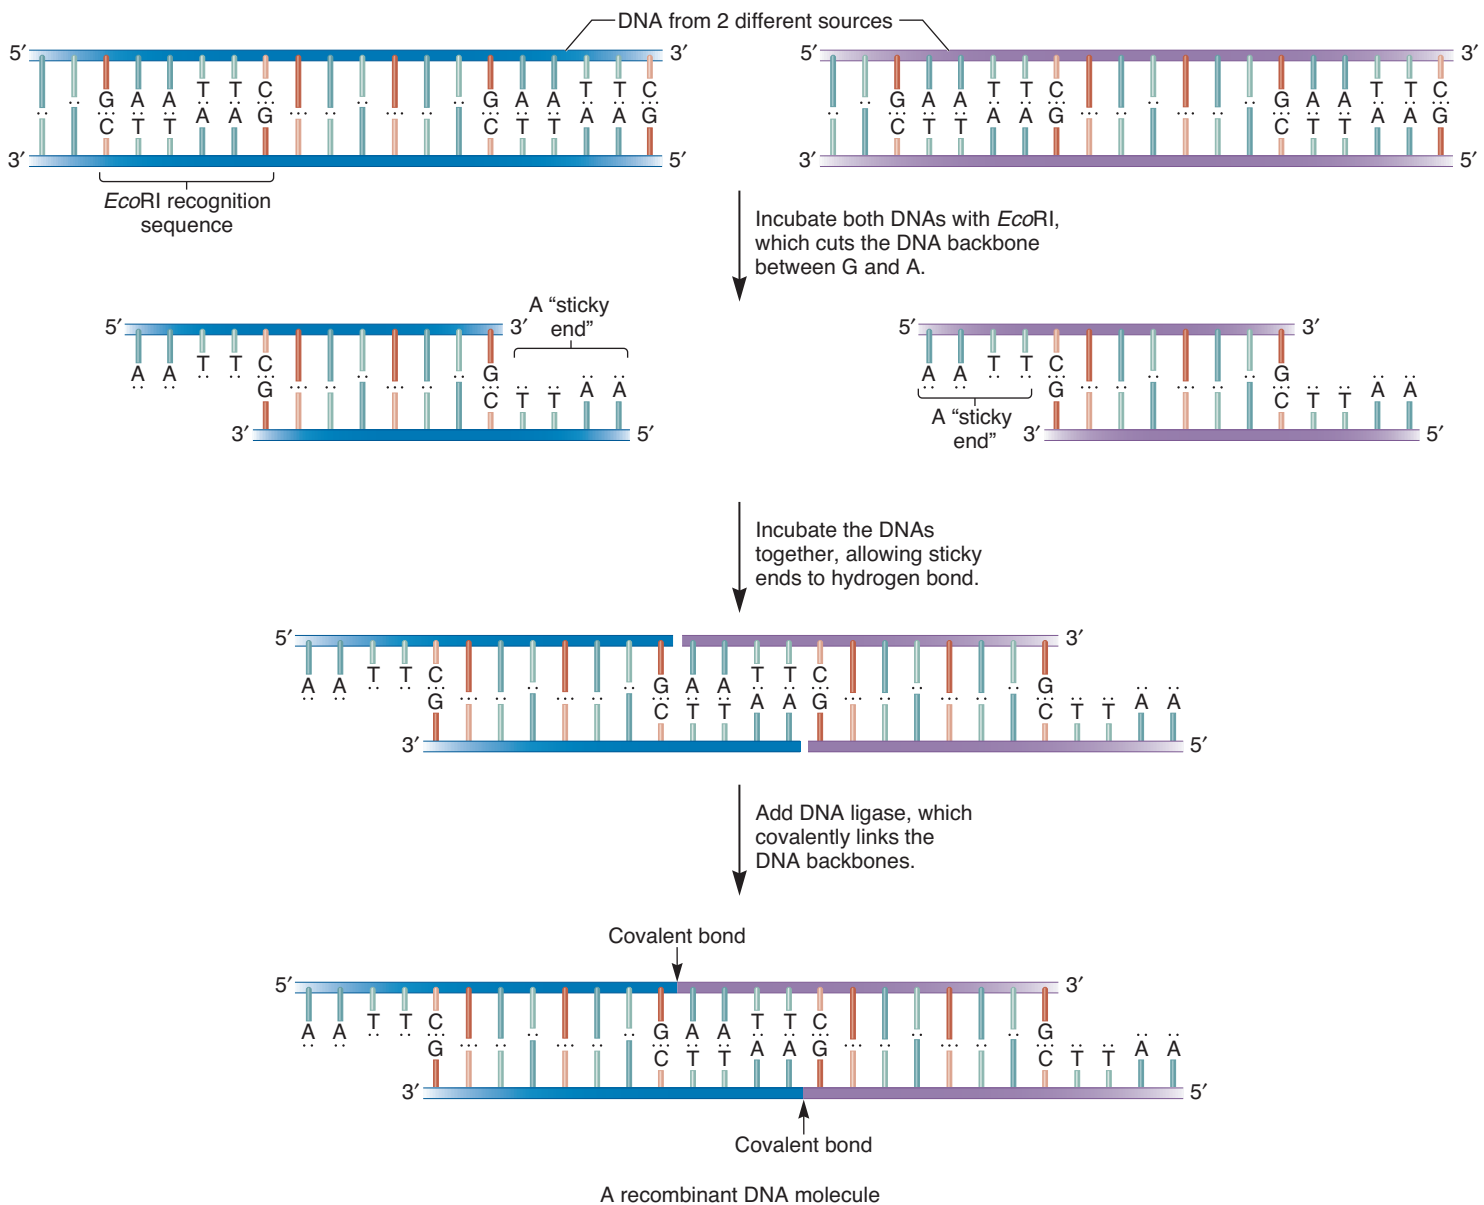 DNA from 2 different sources
5′ 3′ 5′ 3′
G A A T T C G A A T T C G A A T T C G A A T T C
C T T A A G C T T A A G C T T A A G C T T A A G
3′ 5′ 3′ 5′
EcoRI recognition
sequence
Incubate both DNAs with EcoRI,
which cuts the DNA backbone
between G and A.
A “sticky
end”
5′ 3′ 5′ 3′
A A T T C G A A T T C G
G C T T A A G C T T A A
A “sticky
end”
3′ 5′ 3′ 5′
Incubate the DNAs
together, allowing sticky
ends to hydrogen bond.
5′ 3′
A A T T C G A A T T C G
G C T T A A G C T T A A
3′ 5′
Add DNA ligase, which
covalently links the
DNA backbones.
Covalent bond
5′ 3′
A A T T C G A A T T C G
G C T T A A G C T T A A
3′ 5′
Covalent bond
A recombinant DNA molecule